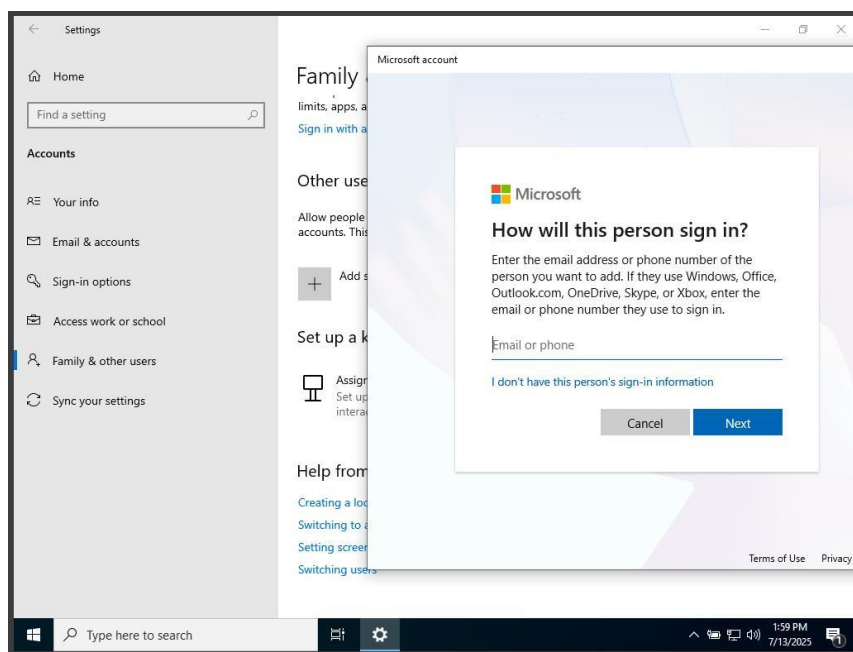 Settings
Home
Find a setting
Accounts
Your info
Email & accounts
Sign-in options
Access work or school
Family & other users
Sync your settings
Family
limits, apps, a
Sign in with a
Other use
Allow people
accounts. This
Add s
Set up a k
Assign
Set up
intera
Help from
Creating a loc
Switching to a
Setting screen
Switching users
Microsoft account
Microsoft
How will this person sign in?
Enter the email address or phone number of the
person you want to add. If they use Windows, Office,
Outlook.com, OneDrive, Skype, or Xbox, enter the
email or phone number they use to sign in.
Email or phone
I don't have this person's sign-in information
Cancel
Next
Terms of Use
Privacy
Type here to search
1:59 PM
7/13/2025
1